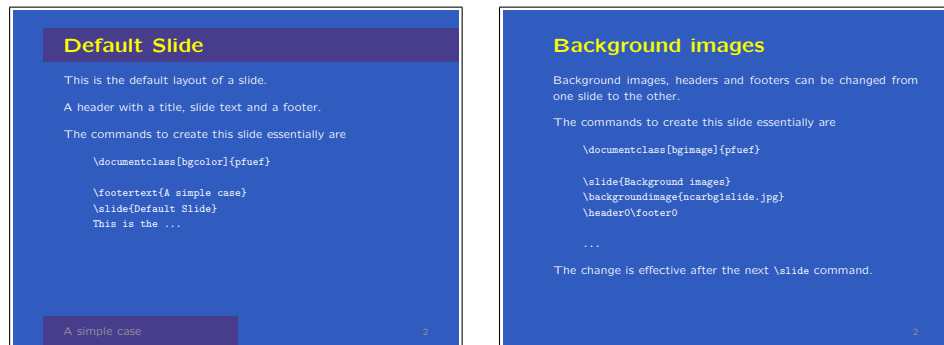 Default Slide
This is the default layout of a slide.
A header with a title, slide text and a footer.
The commands to create this slide essentially are
\documentclass[bgcolor]{pfuef}
\footertext{A simple case}
\slide{Default Slide}
This is the ...
A simple case
2
Background images
Background images, headers and footers can be changed from
one slide to the other.
The commands to create this slide essentially are
\documentclass[bgimage]{pfuef}
\slide{Background images}
\backgroundimage{ncarbg1slide.jpg}
\header0\footer0
...
The change is effective after the next \slide command.
2